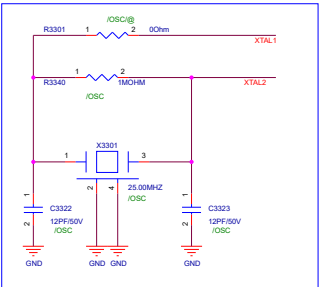 /OSC/@
R3301 1 2 0Ohm
XTAL1
R3340 1 2 1MOHM
XTAL2
/OSC
X3301
1 3
2 4 25.00MHZ
/OSC
1 C3322 1 C3323
2 12PF/50V 2 12PF/50V
/OSC /OSC
GND GND GND GND